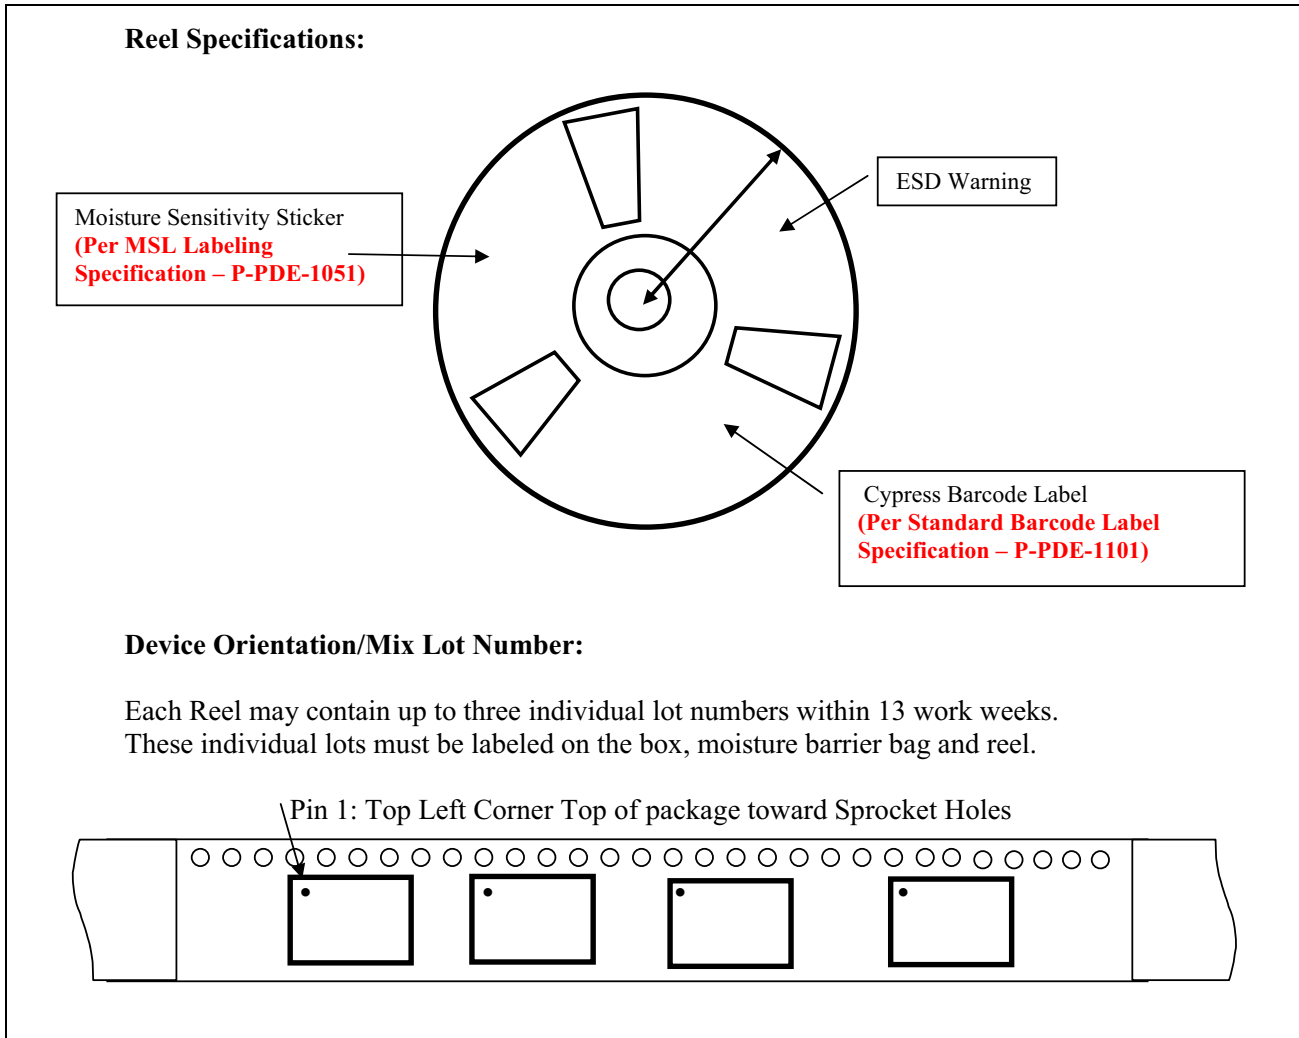 Reel Specifications:
ESD Warning
Moisture Sensitivity Sticker
(Per MSL Labeling
Specification – P-PDE-1051)
Cypress Barcode Label
(Per Standard Barcode Label
Specification – P-PDE-1101)
Device Orientation/Mix Lot Number:
Each Reel may contain up to three individual lot numbers within 13 work weeks.
These individual lots must be labeled on the box, moisture barrier bag and reel.
Pin 1: Top Left Corner Top of package toward Sprocket Holes